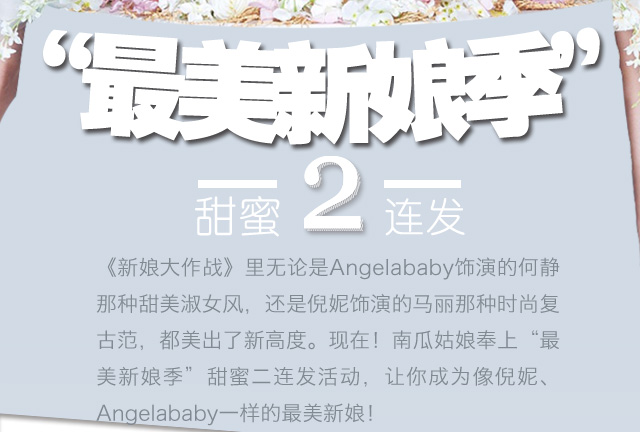 “最美新娘季”
甜蜜2连发
《新娘大作战》里无论是Angelababy饰演的何静
那种甜美淑女风，还是倪妮饰演的马丽那种时尚复
古范，都美出了新高度。现在！南瓜姑娘奉上“最
美新娘季”甜蜜二连发活动，让你成为像倪妮、
Angelababy一样的最美新娘！